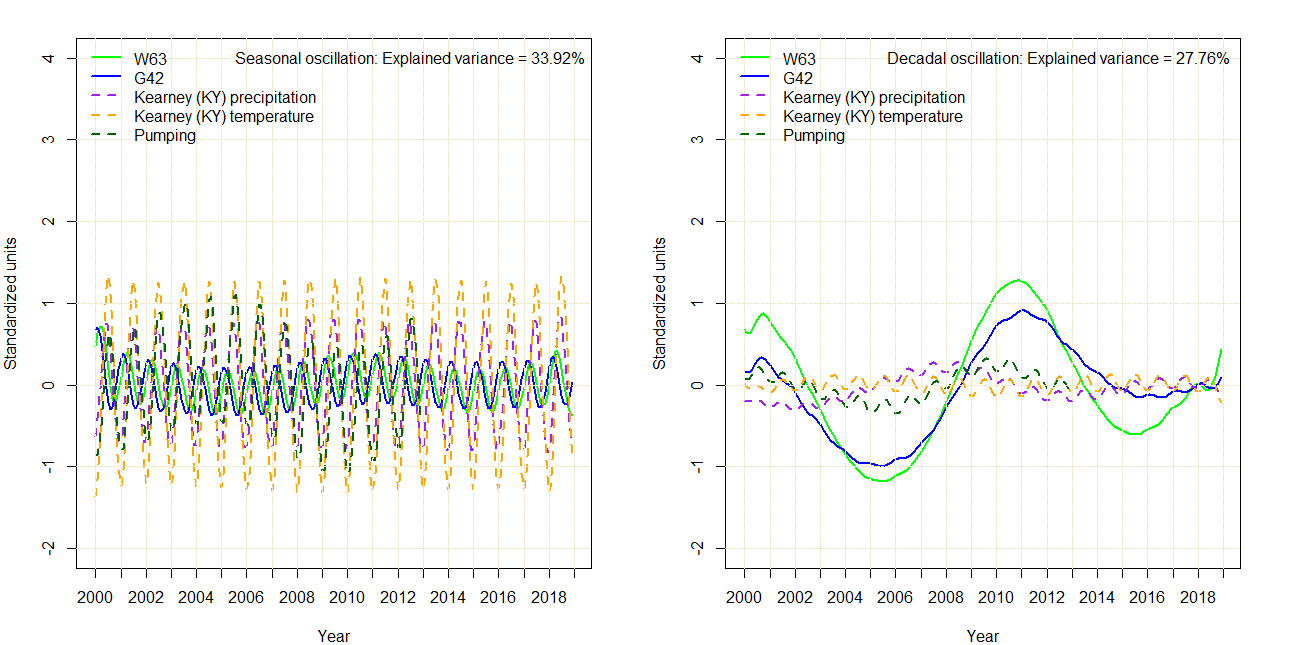 Seasonal oscillation: Explained variance = 33.92%
W63
G42
Kearney (KY) precipitation
Kearney (KY) temperature
Pumping
Standardized units
4
3
2
1
0
-1
-2
2000 2002 2004 2006 2008 2010 2012 2014 2016 2018
Year
Decadal oscillation: Explained variance = 27.76%
W63
G42
Kearney (KY) precipitation
Kearney (KY) temperature
Pumping
Standardized units
4
3
2
1
0
-1
-2
2000 2002 2004 2006 2008 2010 2012 2014 2016 2018
Year